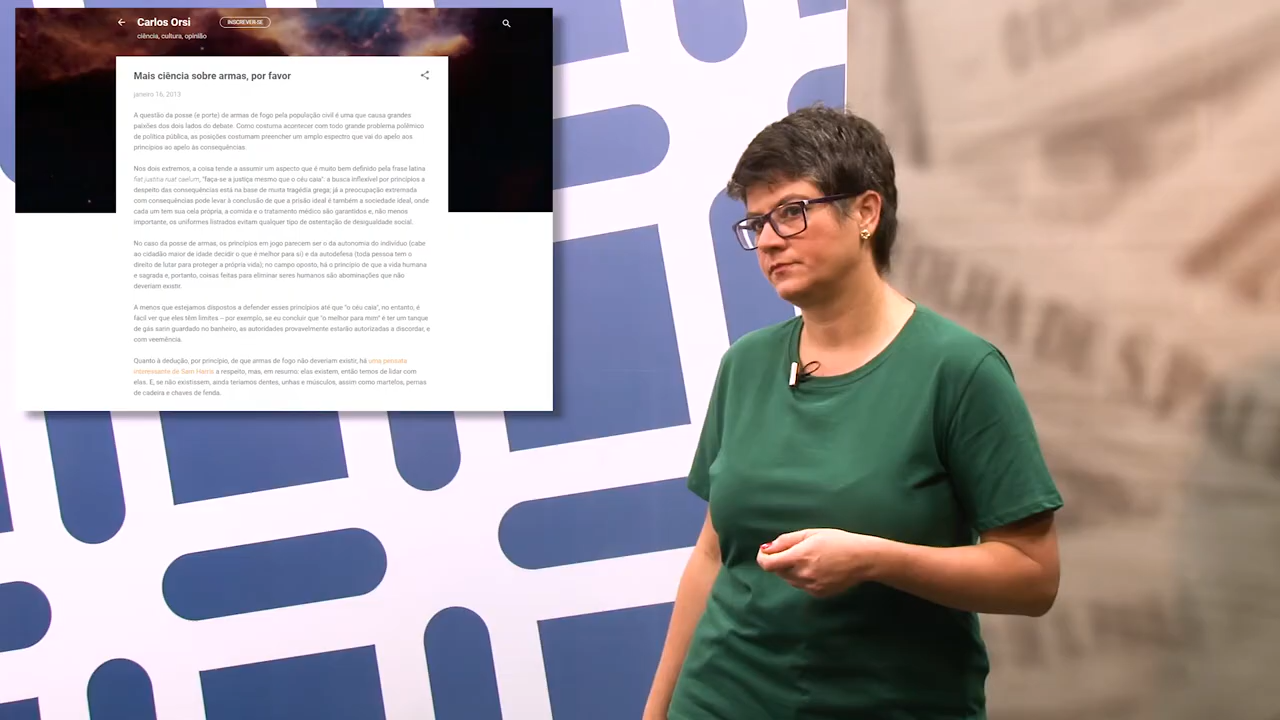 Carlos Orsi
INSCREVER-SE
ciência, cultura, opinião
Mais ciência sobre armas, por favor
janeiro 16, 2013
A questão da posse (e porte) de armas de fogo pela população civil é uma que causa grandes
paixões dos dois lados do debate. Como costuma acontecer com todo grande problema polêmico
de política pública, as posições costumam preencher um amplo espectro que vai do apelo aos
princípios ao apelo às consequências.
Nos dois extremos, a coisa tende a assumir um aspecto que é muito bem definido pela frase latina
fiat justitia ruat caelum, "faça-se a justiça mesmo que o céu caia": a busca inflexível por princípios a
despeito das consequências está na base de muita tragédia grega; já a preocupação extremada
com consequências pode levar à conclusão de que a prisão ideal é também a sociedade ideal, onde
cada um tem sua cela própria, a comida e o tratamento médico são garantidos e, não menos
importante, os uniformes listrados evitam qualquer tipo de ostentação de desigualdade social.
No caso da posse de armas, os princípios em jogo parecem ser o da autonomia do indivíduo (cabe
ao cidadão maior de idade decidir o que é melhor para si) e da autodefesa (toda pessoa tem o
direito de lutar para proteger a própria vida); no campo oposto, há o princípio de que a vida humana
é sagrada e, portanto, coisas feitas para eliminar seres humanos são abominações que não
deveriam existir.
A menos que estejamos dispostos a defender esses princípios até que "o céu caia", no entanto, é
fácil ver que eles têm limites -- por exemplo, se eu concluir que "o melhor para mim" é ter um tanque
de gás sarin guardado no banheiro, as autoridades provavelmente estarão autorizadas a discordar, e
com veemência.
Quanto à dedução, por princípio, de que armas de fogo não deveriam existir, há uma pensata
interessante de Sam Harris a respeito, mas, em resumo: elas existem, então temos de lidar com
elas. E, se não existissem, ainda teríamos dentes, unhas e músculos, assim como martelos, pernas
de cadeira e chaves de fenda.